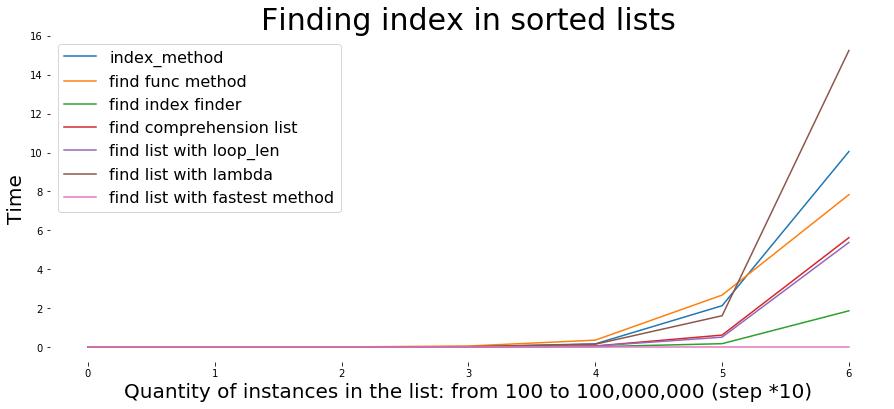 Finding index in sorted lists
16
14
12
10
8
6
4
2
0
Time
index_method
find func method
find index finder
find comprehension list
find list with loop_len
find list with lambda
find list with fastest method
0 1 2 3 4 5 6
Quantity of instances in the list: from 100 to 100,000,000 (step *10)